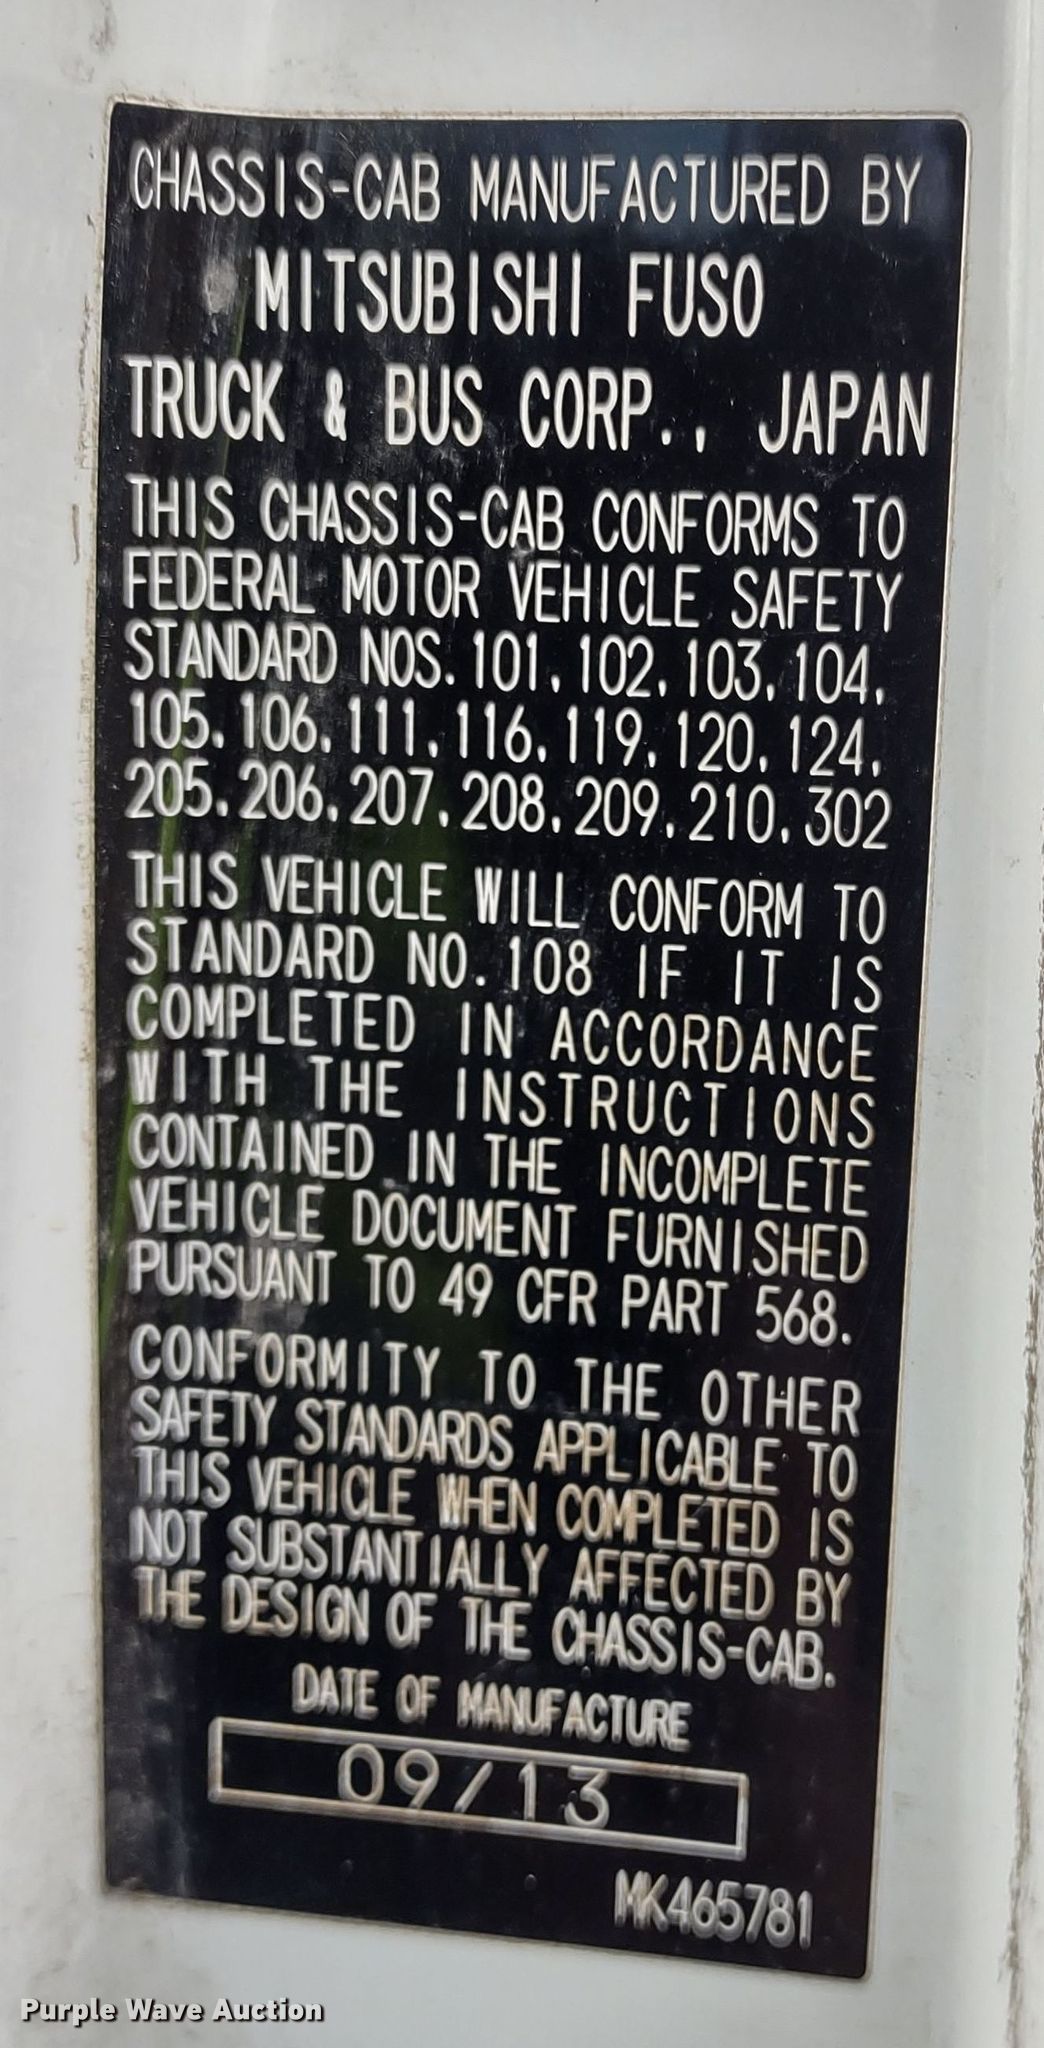 CHASSIS-CAB MANUFACTURED BY
MITSUBISHI FUSO
TRUCK & BUS CORP., JAPAN
THIS CHASSIS-CAB CONFORMS TO
FEDERAL MOTOR VEHICLE SAFETY
STANDARD NOS. 101, 102, 103, 104,
105, 106, 111, 116, 119, 120, 124,
205, 206, 207, 208, 209, 210, 302
THIS VEHICLE WILL CONFORM TO
STANDARD NO. 108 IF IT IS
COMPLETED IN ACCORDANCE
WITH THE INSTRUCTIONS
CONTAINED IN THE INCOMPLETE
VEHICLE DOCUMENT FURNISHED
PURSUANT TO 49 CFR PART 568.
CONFORMITY TO THE OTHER
SAFETY STANDARDS APPLICABLE TO
THIS VEHICLE WHEN COMPLETED IS
NOT SUBSTANTIALLY AFFECTED BY
THE DESIGN OF THE CHASSIS-CAB.
DATE OF MANUFACTURE
09/13
MK465781
Purple Wave Auction